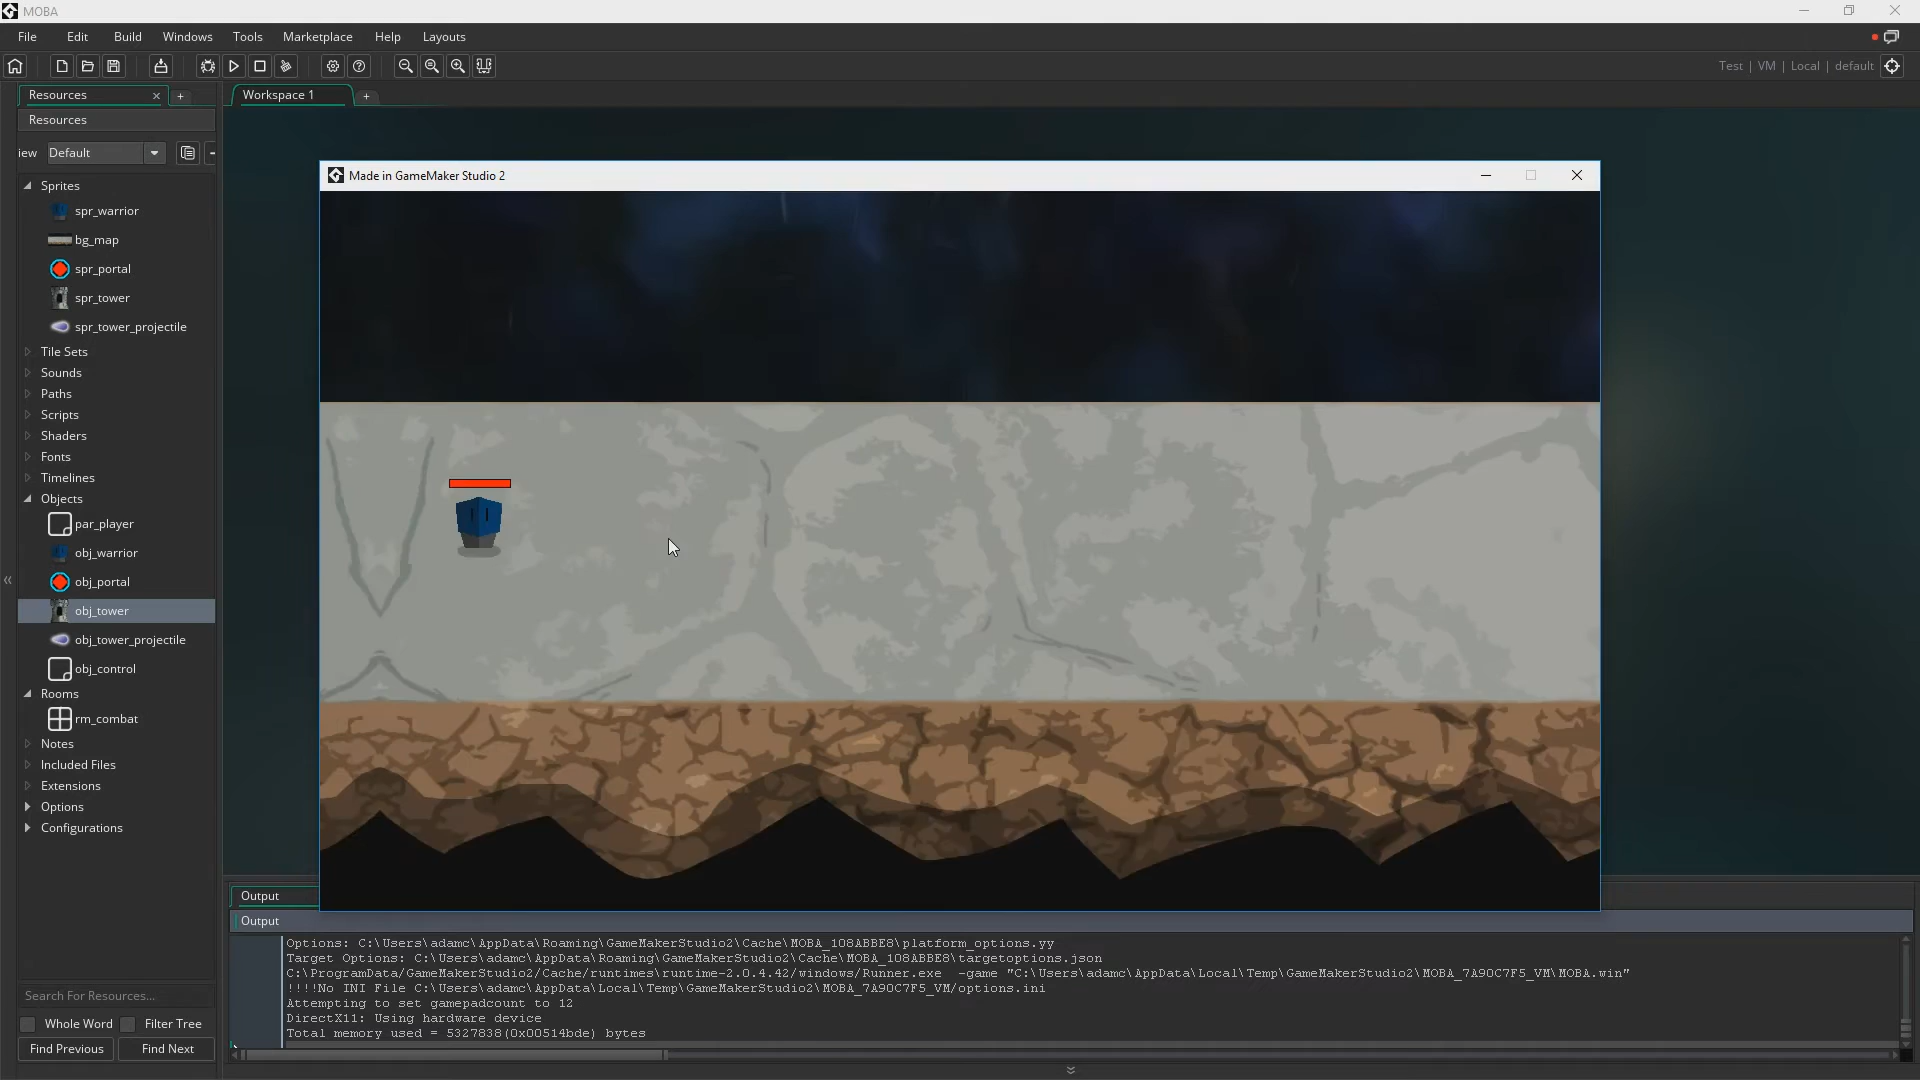 MOBA
File Edit Build Windows Tools Marketplace Help Layouts
Test | VM | Local | default
Resources
Workspace 1
Resources
iew Default
Made in GameMaker Studio 2
Sprites
spr_warrior
bg_map
spr_portal
spr_tower
spr_tower_projectile
Tile Sets
Sounds
Paths
Scripts
Shaders
Fonts
Timelines
Objects
par_player
obj_warrior
obj_portal
obj_tower
obj_tower_projectile
obj_control
Rooms
rm_combat
Notes
Included Files
Extensions
Options
Configurations
Search For Resources...
Whole Word Filter Tree
Find Previous Find Next
Output
Output
Options: C:\Users\adamc\AppData\Roaming\GameMakerStudio2\Cache\MOBA_108ABBE8\platform_options.yy
Target Options: C:\Users\adamc\AppData\Roaming\GameMakerStudio2\Cache\MOBA_108ABBE8\targetoptions.json
C:\ProgramData/GameMakerStudio2/Cache/runtimes\runtime-2.0.4.42/windows/Runner.exe -game "C:\Users\adamc\AppData\Local\Temp\GameMakerStudio2\MOBA_7A90C7F5_VM\MOBA.win"
!!!!No INI File C:\Users\adamc\AppData\Local\Temp\GameMakerStudio2\MOBA_7A90C7F5_VM/options.ini
Attempting to set gamepadcount to 12
DirectX11: Using hardware device
Total memory used = 5327838(0x00514bde) bytes